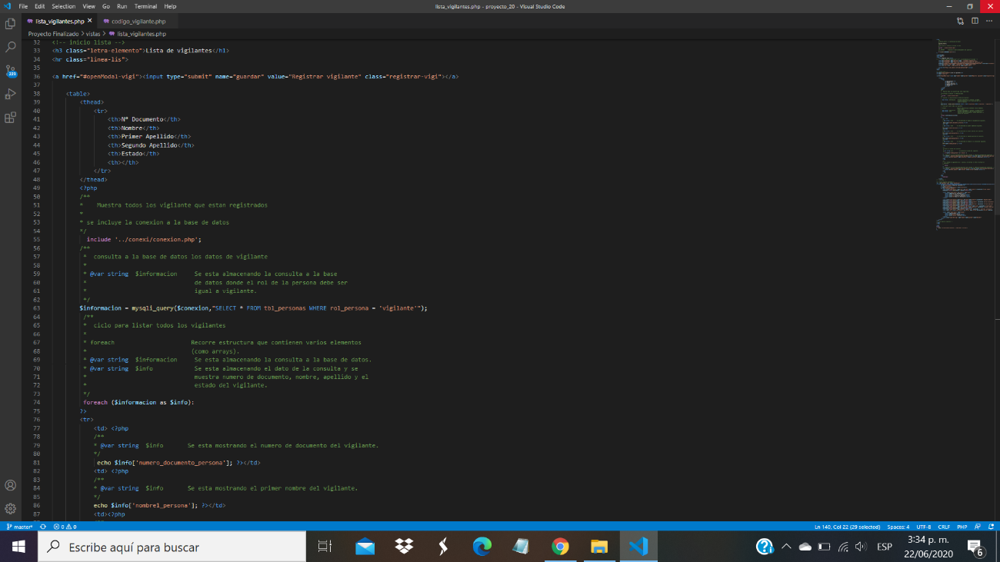 File Edit Selection View Go Run Terminal Help
lista_vigilantes.php - proyecto_20 - Visual Studio Code
lista_vigilantes.php
codigo_vigilante.php
Proyecto Finalizado > vistas > lista_vigilantes.php
32 <!-- inicio lista -->
33 <h3 class="letra-elemento">Lista de vigilantes</h1>
34 <hr class="linea-lis">
35
36 <a href="#openModal-vigi"><input type="submit" name="guardar" value="Registrar vigilante" class="registrar-vigi"></a>
37
38 <table>
39 <thead>
40 <tr>
41 <th>Nº Documento</th>
42 <th>Nombre</th>
43 <th>Primer Apellido</th>
44 <th>Segundo Apellido</th>
45 <th>Estado</th>
46 <th></th>
47 </tr>
48 </thead>
49 <?php
50 /**
51 * Muestra todos los vigilante que estan registrados
52 *
53 * se incluye la conexion a la base de datos
54 */
55 include '../conexi/conexion.php';
56 /**
57 * consulta a la base de datos los datos de vigilante
58 *
59 * @var string $informacion Se esta almacenando la consulta a la base
60 * de datos donde el rol de la persona debe ser
61 * igual a vigilante.
62 */
63 $informacion = mysqli_query($conexion,"SELECT * FROM tbl_personas WHERE rol_persona = 'vigilante'");
64 /**
65 * ciclo para listar todos los vigilantes
66 *
67 * foreach Recorre estructura que contienen varios elementos
68 * (como arrays).
69 * @var string $informacion Se esta almacenando la consulta a la base de datos.
70 * @var string $info Se esta almacenando el dato de la consulta y se
71 * muestra numero de documento, nombre, apellido y el
72 * estado del vigilante.
73 */
74 foreach ($informacion as $info):
75 ?>
76 <tr>
77 <td> <?php
78 /**
79 * @var string $info Se esta mostrando el numero de documento del vigilante.
80 */
81 echo $info['numero_documento_persona']; ?></td>
82 <td> <?php
83 /**
84 * @var string $info Se esta mostrando el primer nombre del vigilante.
85 */
86 echo $info['nombre1_persona']; ?></td>
87 <td><?php
223
master* 0 0
Ln 140, Col 22 (29 selected) Spaces: 4 UTF-8 CRLF PHP
Escribe aquí para buscar
ESP
3:34 p. m.
22/06/2020
6